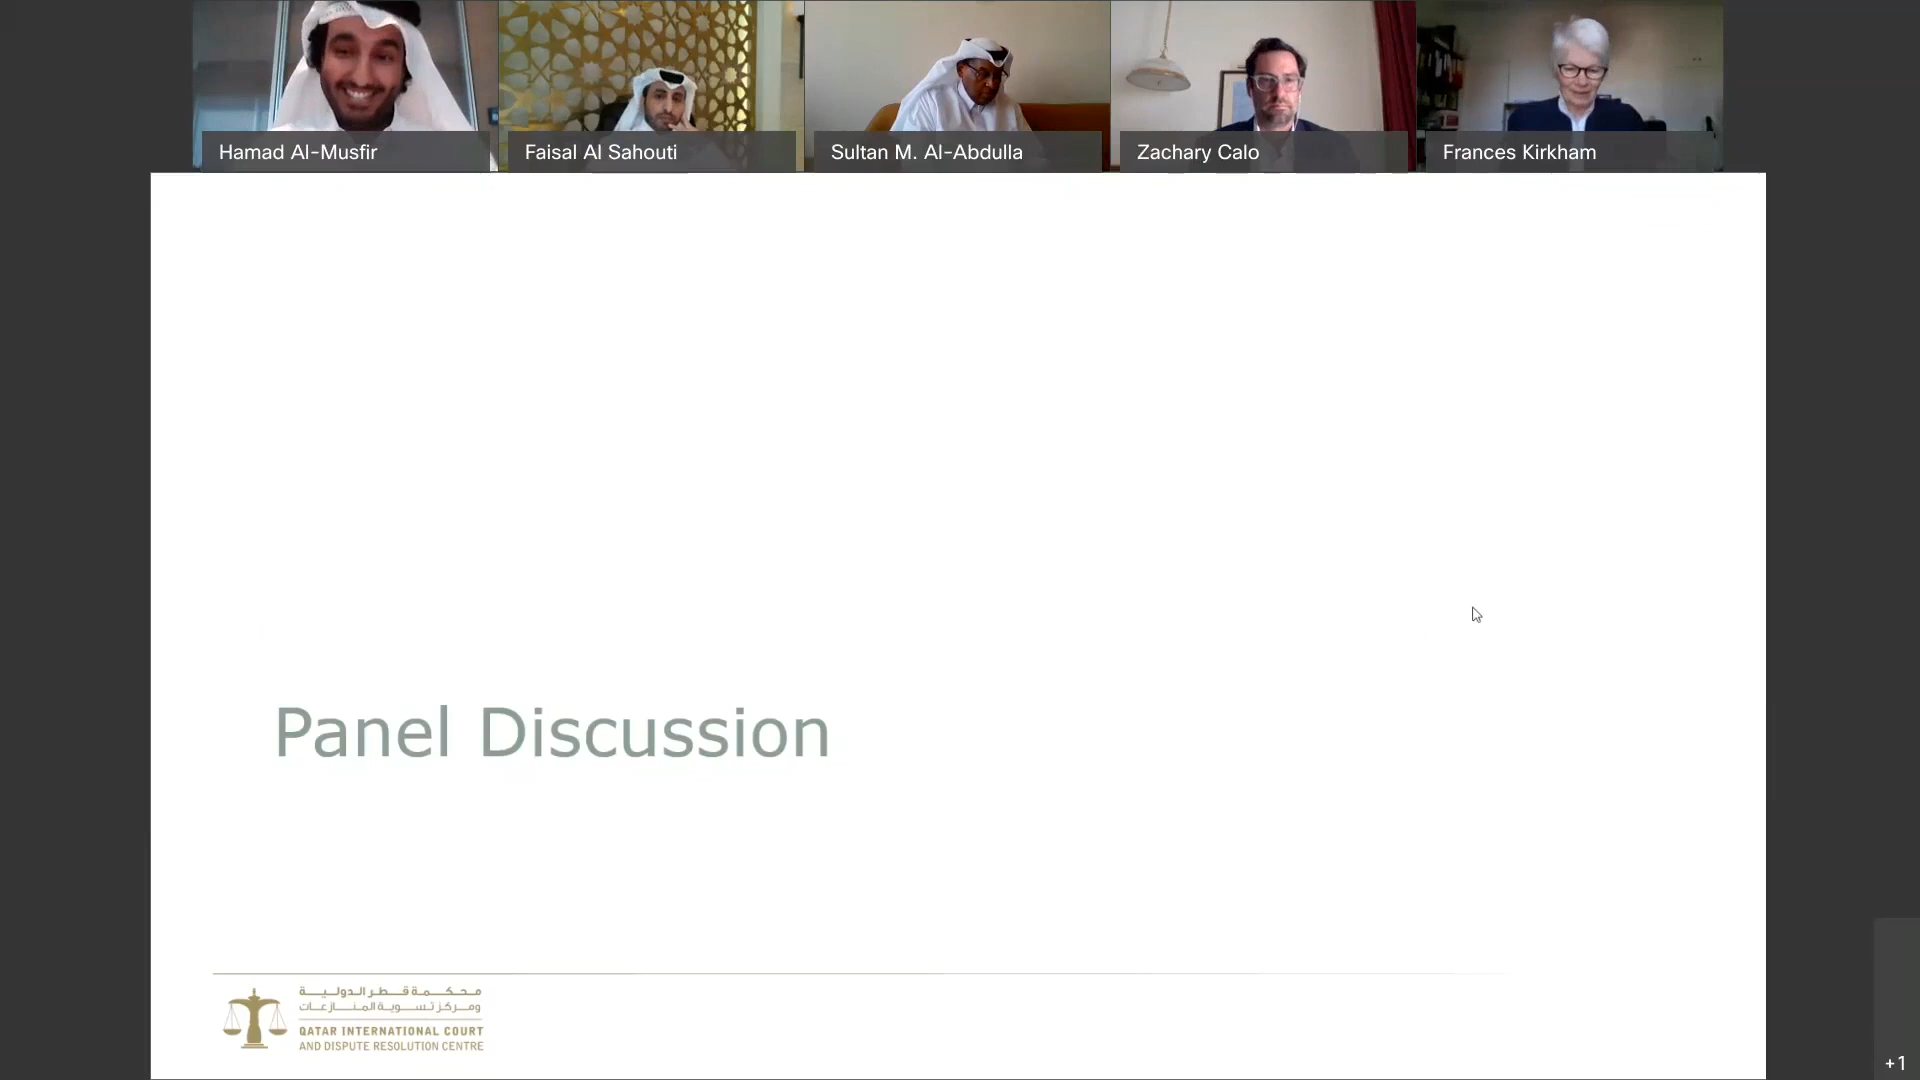 Hamad Al-Musfir
Faisal Al Sahouti
Sultan M. Al-Abdulla
Zachary Calo
Frances Kirkham
Panel Discussion
محكمة قطر الدولية
ومركز تسوية المنازعات
QATAR INTERNATIONAL COURT
AND DISPUTE RESOLUTION CENTRE
+1